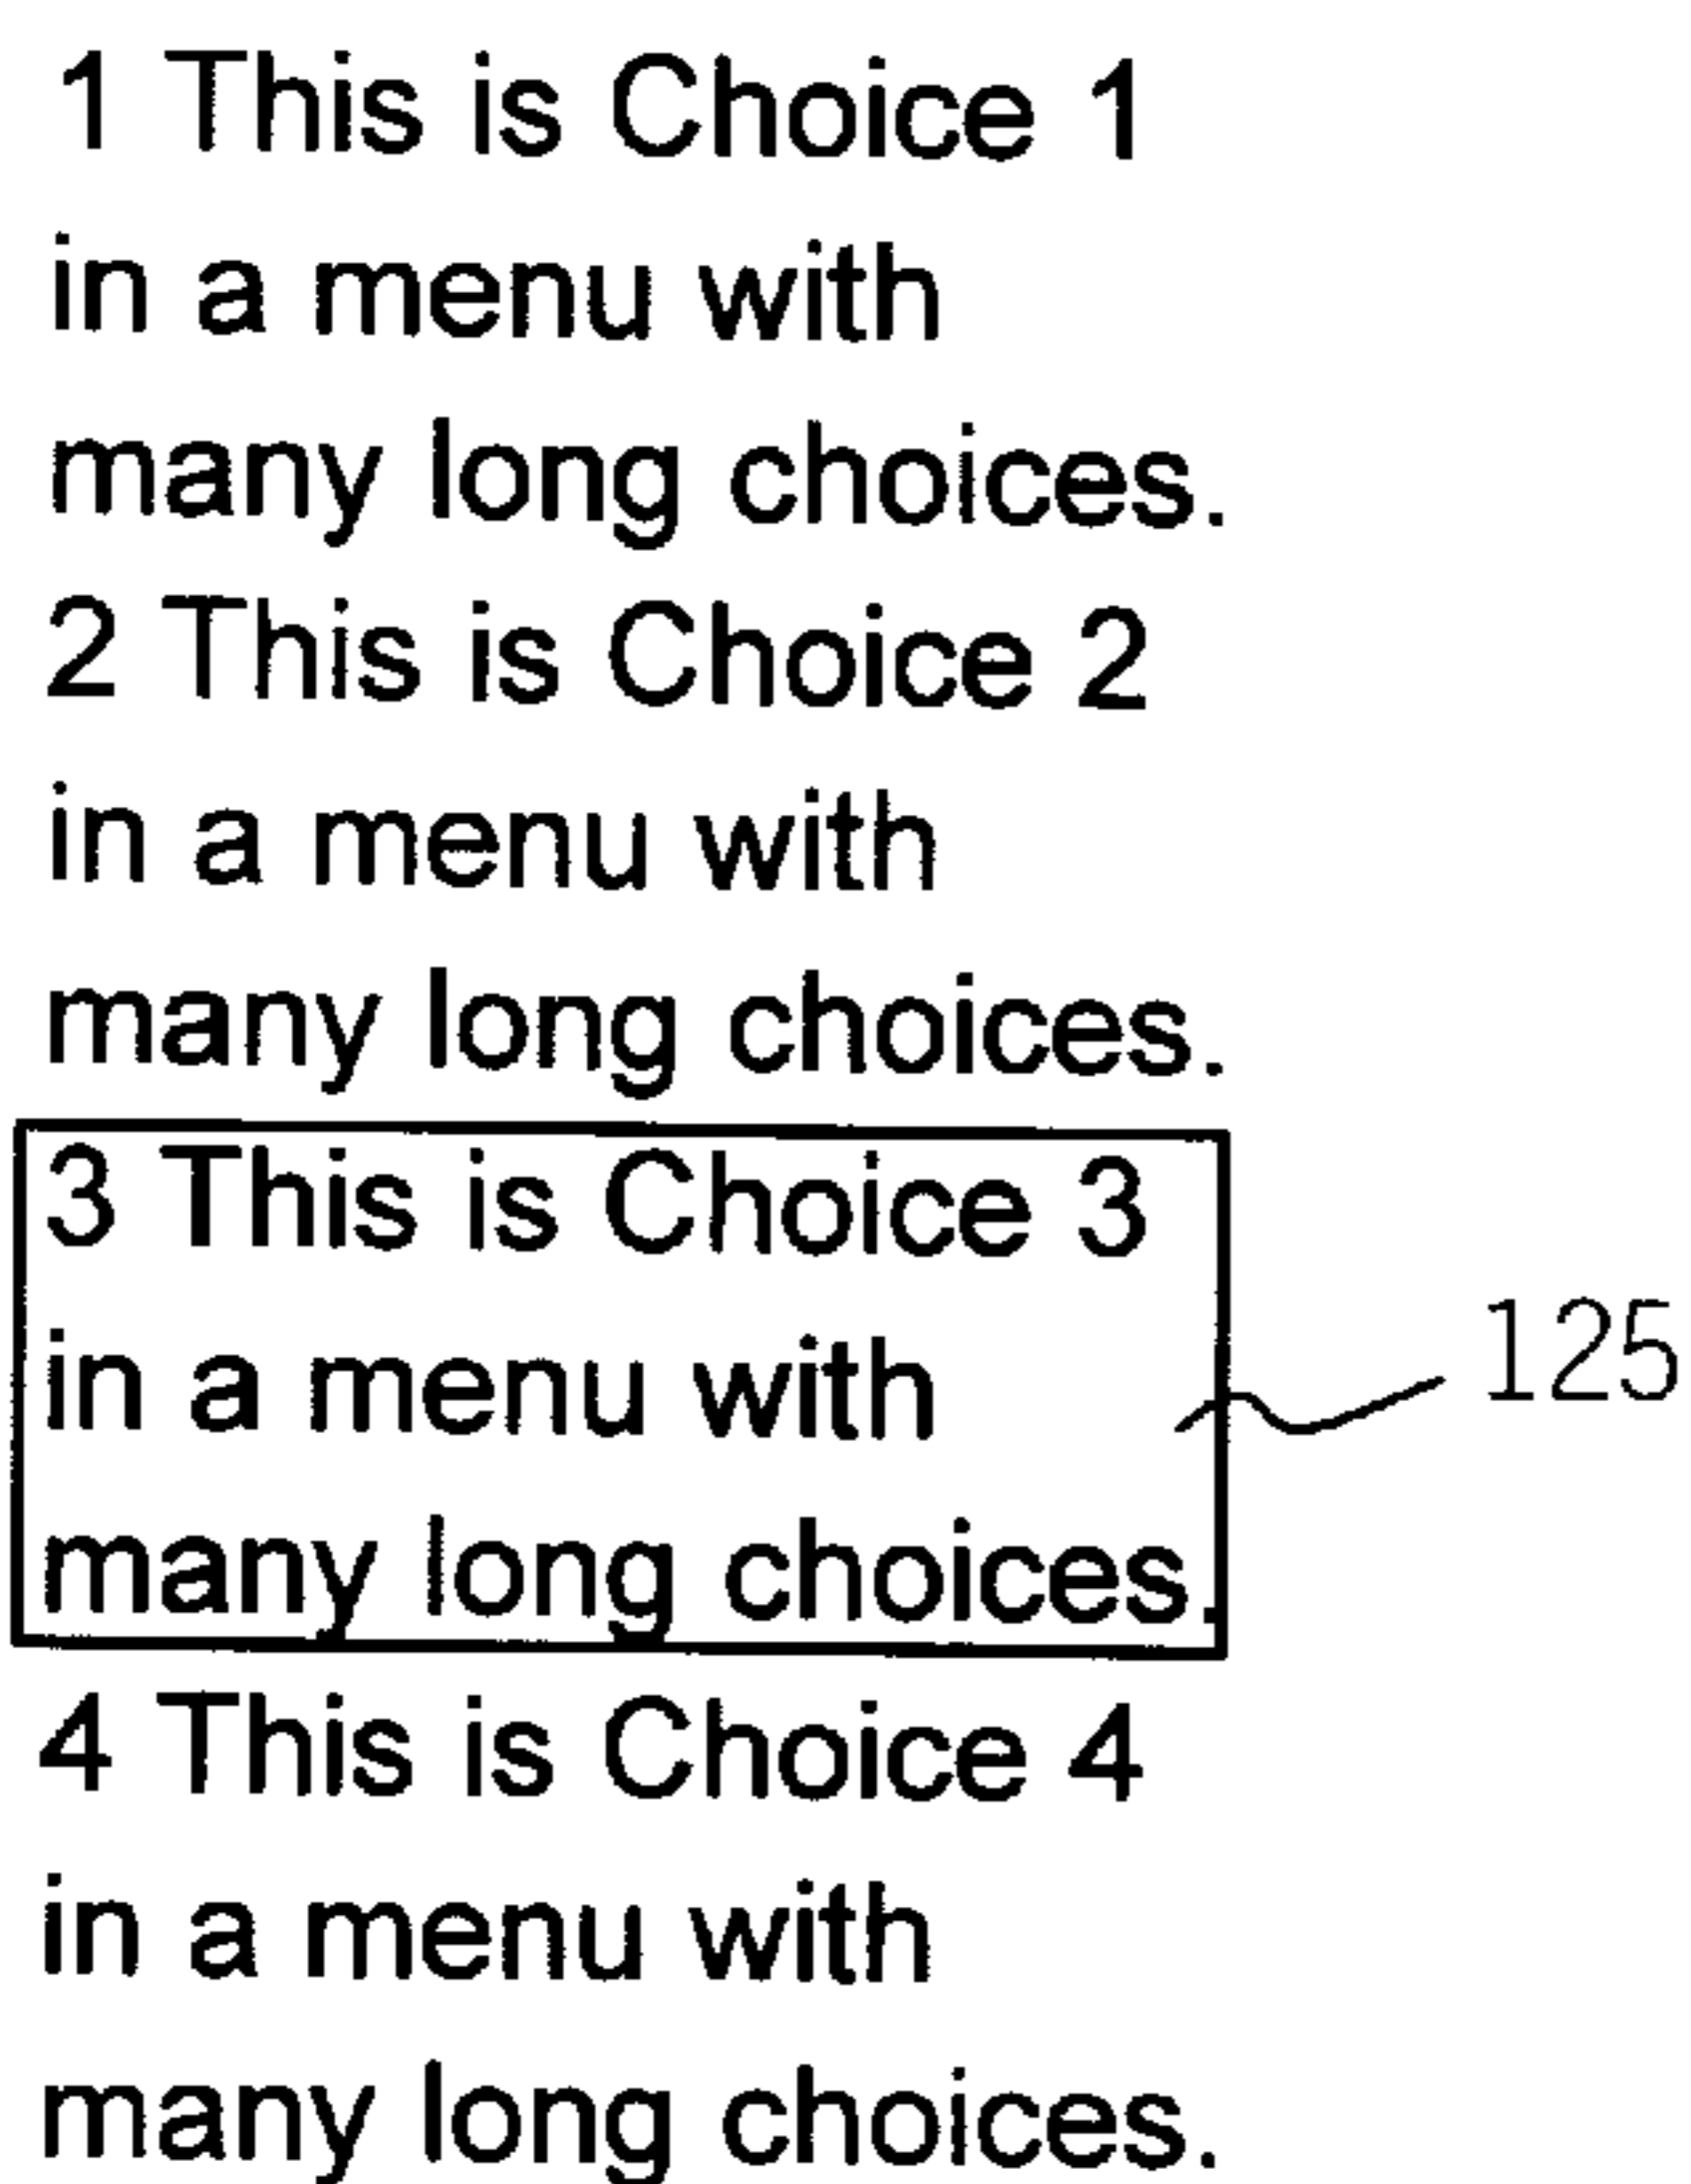 1 This is Choice 1
in a menu with
many long choices.
2 This is Choice 2
in a menu with
many long choices.
3 This is Choice 3
in a menu with
many long choices.
125
4 This is Choice 4
in a menu with
many long choices.